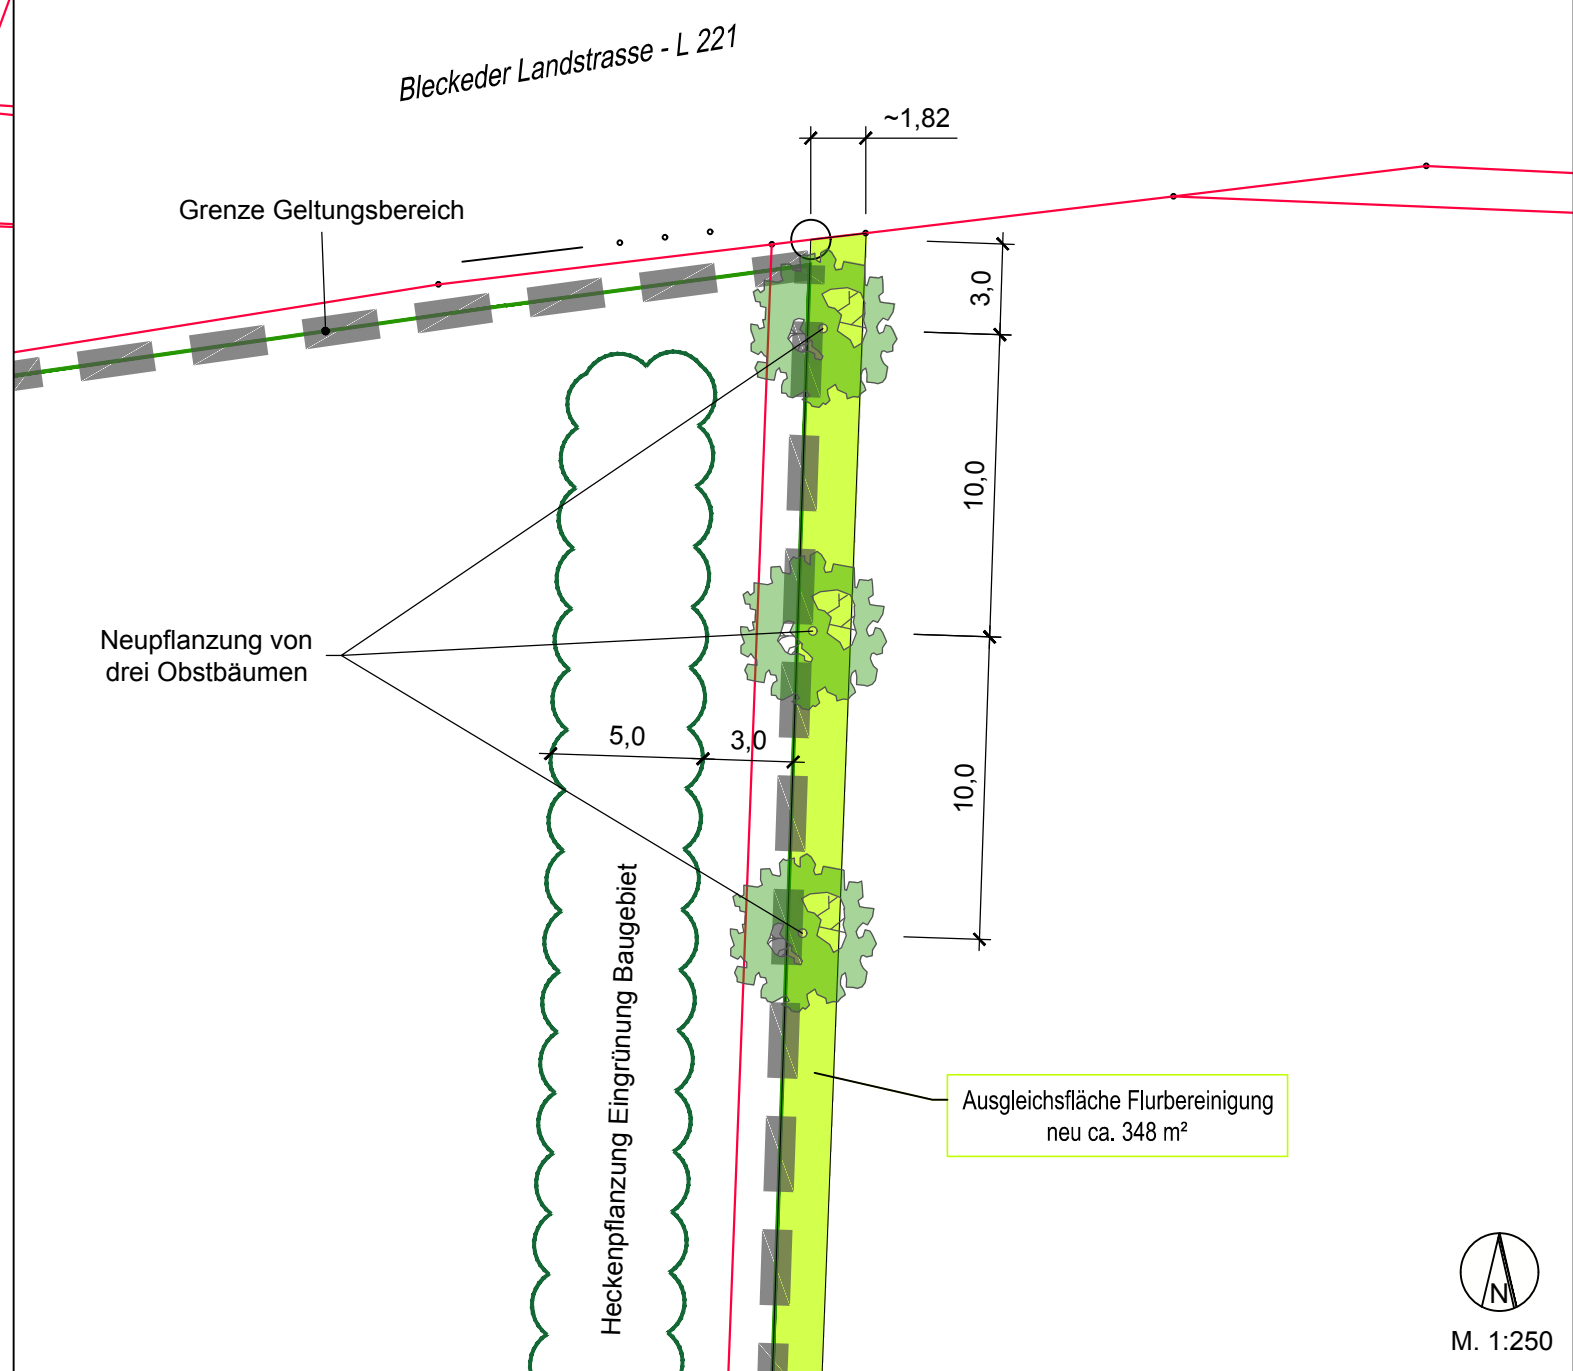 Bleckeder Landstrasse - L 221
~1,82
Grenze Geltungsbereich
3,0
10,0
Neupflanzung von
drei Obstbäumen
5,0
3,0
10,0
Heckenpflanzung Eingrünung Baugebiet
Ausgleichsfläche Flurbereinigung
neu ca. 348 m²
N
M. 1:250